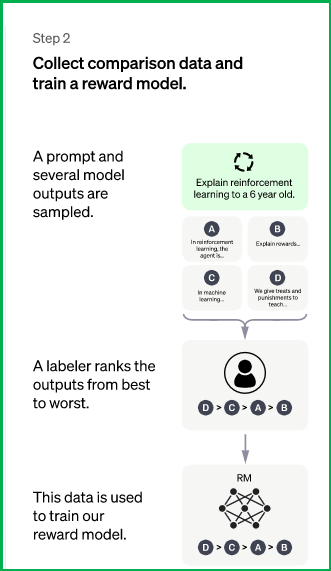 Step 2
Collect comparison data and
train a reward model.
A prompt and
several model
outputs are
sampled.
Explain reinforcement
learning to a 6 year old.
A
In reinforcement
learning, the
agent is...
B
Explain rewards...
C
In machine
learning...
D
We give treats and
punishments to
teach...
A labeler ranks the
outputs from best
to worst.
D > C > A > B
This data is used
to train our
reward model.
RM
D > C > A > B